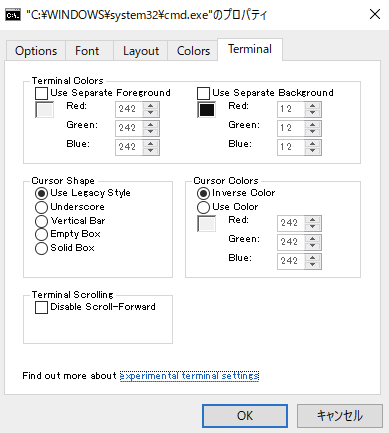 "C:¥WINDOWS¥system32¥cmd.exe"のプロパティ
Options Font Layout Colors Terminal
Terminal Colors
Use Separate Foreground Use Separate Background
Red: 242 Red: 12
Green: 242 Green: 12
Blue: 242 Blue: 12
Cursor Shape Cursor Colors
Use Legacy Style Inverse Color
Underscore Use Color
Vertical Bar Red: 242
Empty Box Green: 242
Solid Box Blue: 242
Terminal Scrolling
Disable Scroll-Forward
Find out more about experimental terminal settings
OK キャンセル